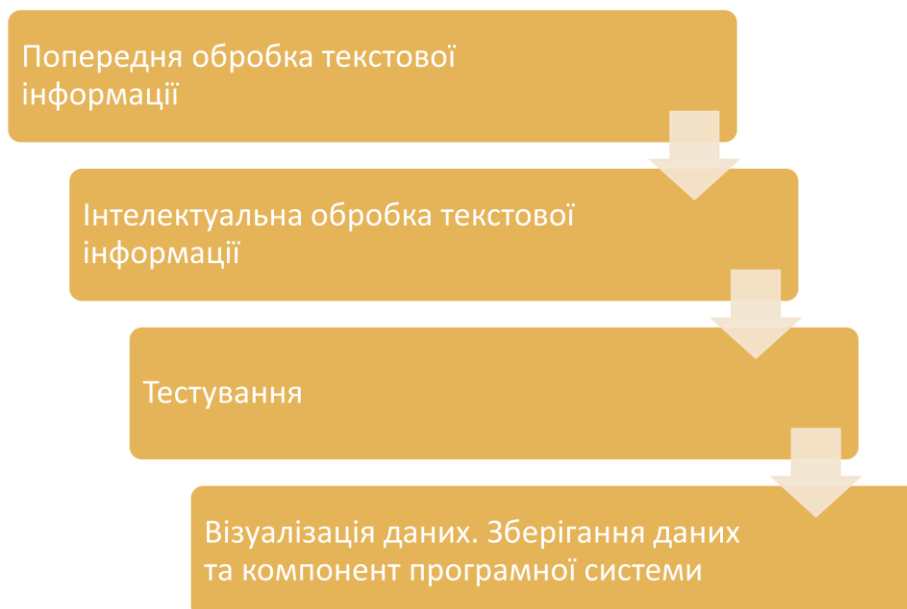 Попередня обробка текстової
інформації
Інтелектуальна обробка текстової
інформації
Тестування
Візуалізація даних. Зберігання даних
та компонент програмної системи